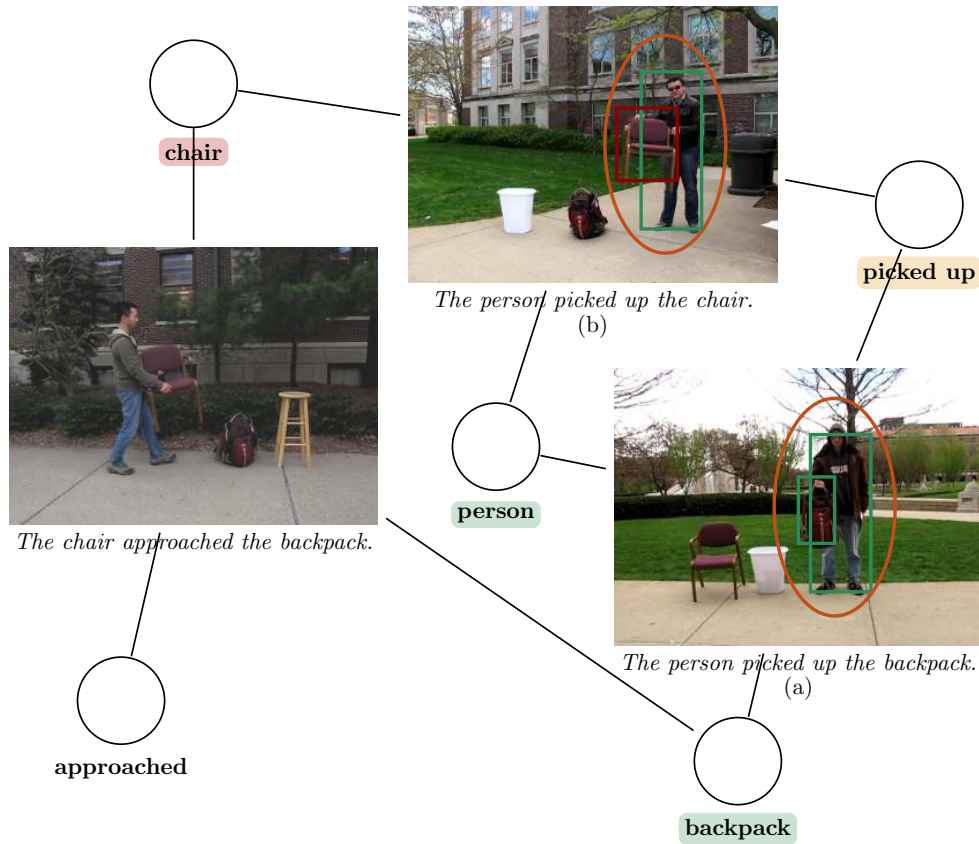 chair
picked up
The person picked up the chair.
(b)
person
The chair approached the backpack.
The person picked up the backpack.
(a)
approached
backpack